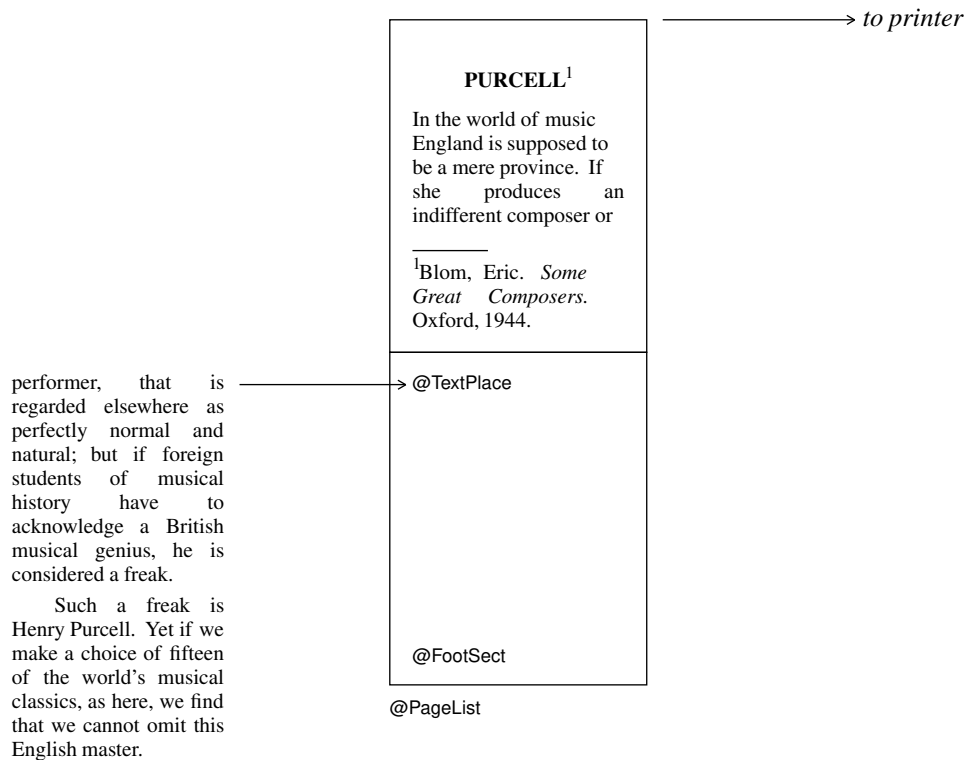 to printer
PURCELL1
In the world of music
England is supposed to
be a mere province. If
she produces an
indifferent composer or
1Blom, Eric. Some
Great Composers.
Oxford, 1944.
performer, that is
regarded elsewhere as
perfectly normal and
natural; but if foreign
students of musical
history have to
acknowledge a British
musical genius, he is
considered a freak.
Such a freak is
Henry Purcell. Yet if we
make a choice of fifteen
of the world's musical
classics, as here, we find
that we cannot omit this
English master.
@TextPlace
@FootSect
@PageList